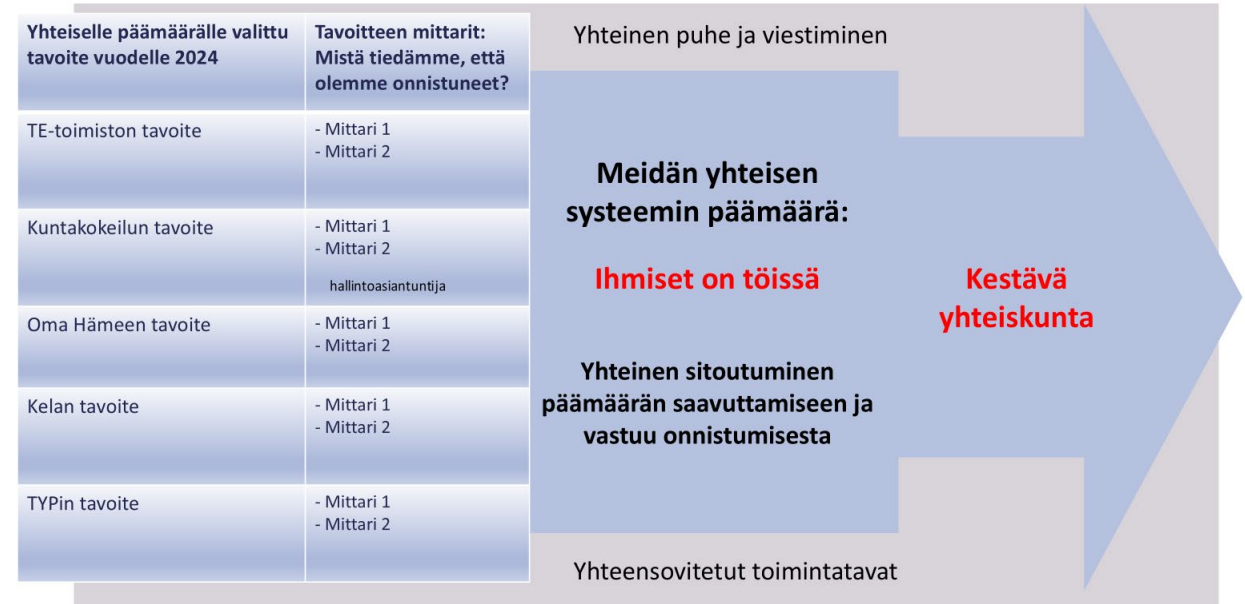 Yhteiselle päämäärälle valittu
tavoite vuodelle 2024
Tavoitteen mittarit:
Mistä tiedämme, että
olemme onnistuneet?
TE-toimiston tavoite
- Mittari 1
- Mittari 2
Kuntakokeilun tavoite
- Mittari 1
- Mittari 2
hallintoasiantuntija
Oma Hämeen tavoite
- Mittari 1
- Mittari 2
Kelan tavoite
- Mittari 1
- Mittari 2
TYPin tavoite
- Mittari 1
- Mittari 2
Yhteinen puhe ja viestiminen
Meidän yhteisen
systeemin päämäärä:
Ihmiset on töissä
Yhteinen sitoutuminen
päämäärän saavuttamiseen ja
vastuu onnistumisesta
Yhteensovitetut toimintatavat
Kestävä
yhteiskunta